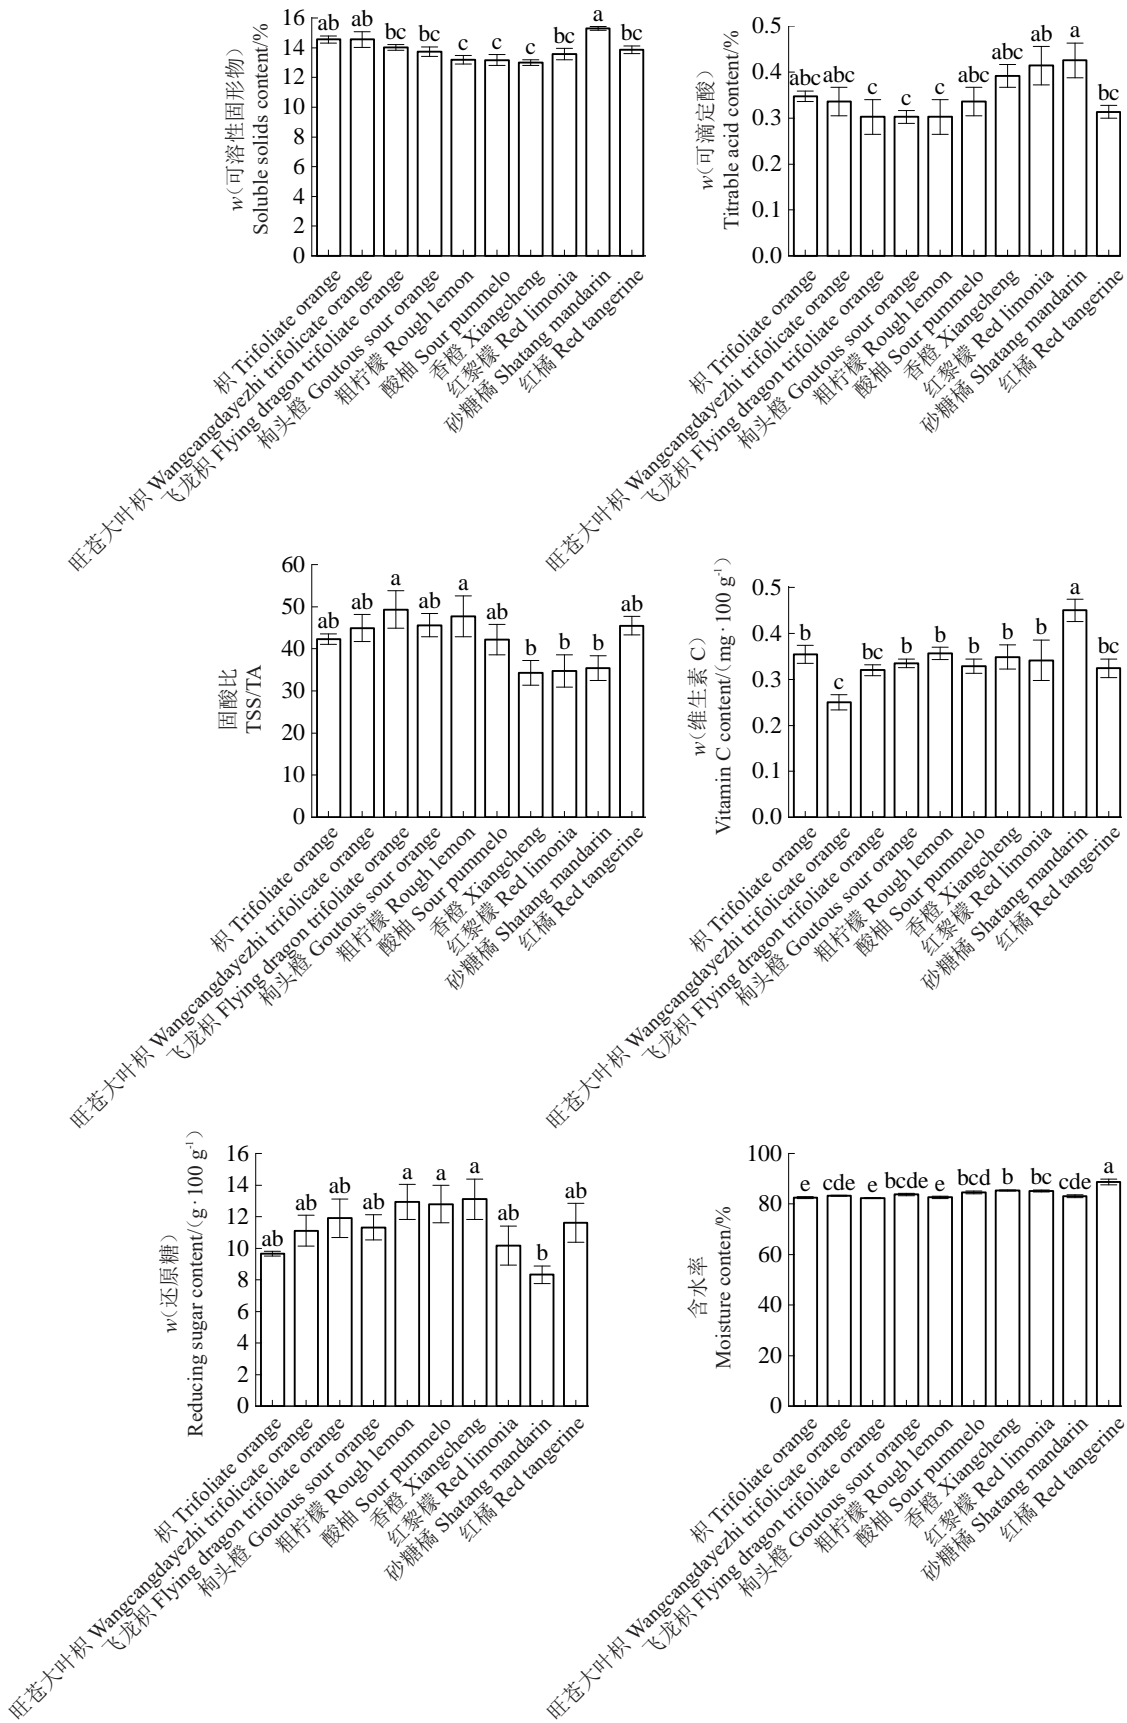 w(可溶性固形物)
Soluble solids content/%
16
14
12
10
8
6
4
2
0
ab ab bc bc c c c bc a bc
枳 Trifoliate orange
旺苍大叶枳 Wangcangdayezhi trifolicate orange
飞龙枳 Flying dragon trifoliate orange
枸头橙 Goutous sour orange
粗柠檬 Rough lemon
酸柚 Sour pummelo
香橙 Xiangcheng
红黎檬 Red limonia
砂糖橘 Shatang mandarin
红橘 Red tangerine
w(可滴定酸)
Titrable acid content/%
0.5
0.4
0.3
0.2
0.1
0.0
abc abc c c c abc abc ab a bc
枳 Trifoliate orange
旺苍大叶枳 Wangcangdayezhi trifolicate orange
飞龙枳 Flying dragon trifoliate orange
枸头橙 Goutous sour orange
粗柠檬 Rough lemon
酸柚 Sour pummelo
香橙 Xiangcheng
红黎檬 Red limonia
砂糖橘 Shatang mandarin
红橘 Red tangerine
固酸比
TSS/TA
60
50
40
30
20
10
0
ab ab a ab a ab b b b ab
枳 Trifoliate orange
旺苍大叶枳 Wangcangdayezhi trifolicate orange
飞龙枳 Flying dragon trifoliate orange
枸头橙 Goutous sour orange
粗柠檬 Rough lemon
酸柚 Sour pummelo
香橙 Xiangcheng
红黎檬 Red limonia
砂糖橘 Shatang mandarin
红橘 Red tangerine
w(维生素 C)
Vitamin C content/(mg·100 g⁻¹)
0.5
0.4
0.3
0.2
0.1
0.0
b c bc b b b b b a bc
枳 Trifoliate orange
旺苍大叶枳 Wangcangdayezhi trifolicate orange
飞龙枳 Flying dragon trifoliate orange
枸头橙 Goutous sour orange
粗柠檬 Rough lemon
酸柚 Sour pummelo
香橙 Xiangcheng
红黎檬 Red limonia
砂糖橘 Shatang mandarin
红橘 Red tangerine
w(还原糖)
Reducing sugar content/(g·100 g⁻¹)
16
14
12
10
8
6
4
2
0
ab ab ab ab a a a ab b ab
枳 Trifoliate orange
旺苍大叶枳 Wangcangdayezhi trifolicate orange
飞龙枳 Flying dragon trifoliate orange
枸头橙 Goutous sour orange
粗柠檬 Rough lemon
酸柚 Sour pummelo
香橙 Xiangcheng
红黎檬 Red limonia
砂糖橘 Shatang mandarin
红橘 Red tangerine
含水率
Moisture conten/%
100
80
60
40
20
0
e cde e bcde e bcd b bc cde a
枳 Trifoliate orange
旺苍大叶枳 Wangcangdayezhi trifolicate orange
飞龙枳 Flying dragon trifoliate orange
枸头橙 Goutous sour orange
粗柠檬 Rough lemon
酸柚 Sour pummelo
香橙 Xiangcheng
红黎檬 Red limonia
砂糖橘 Shatang mandarin
红橘 Red tangerine